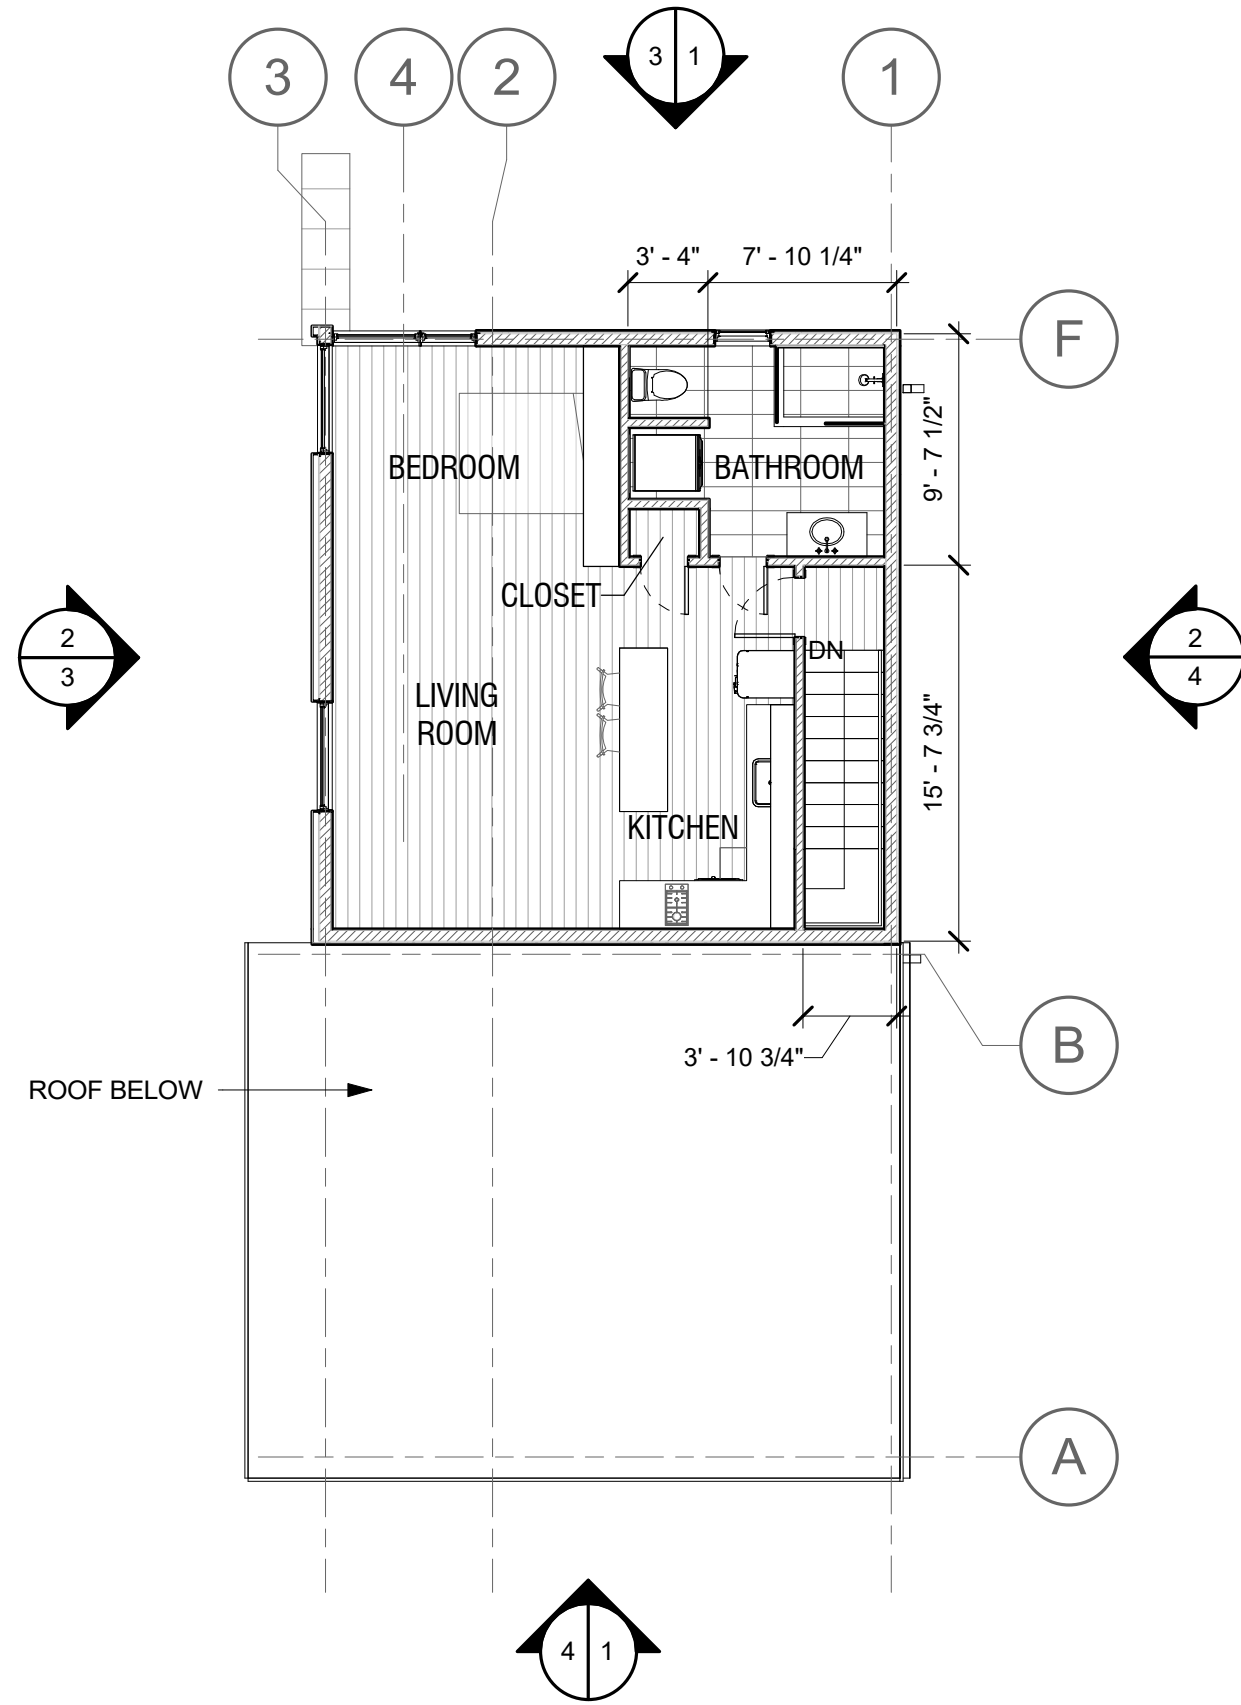 3
4
2
3
1
1
3' - 4"
7' - 10 1/4"
F
9' - 7 1/2"
BEDROOM
BATHROOM
CLOSET
2
3
2
4
DN
LIVING
ROOM
15' - 7 3/4"
KITCHEN
3' - 10 3/4"
B
ROOF BELOW
A
4
1